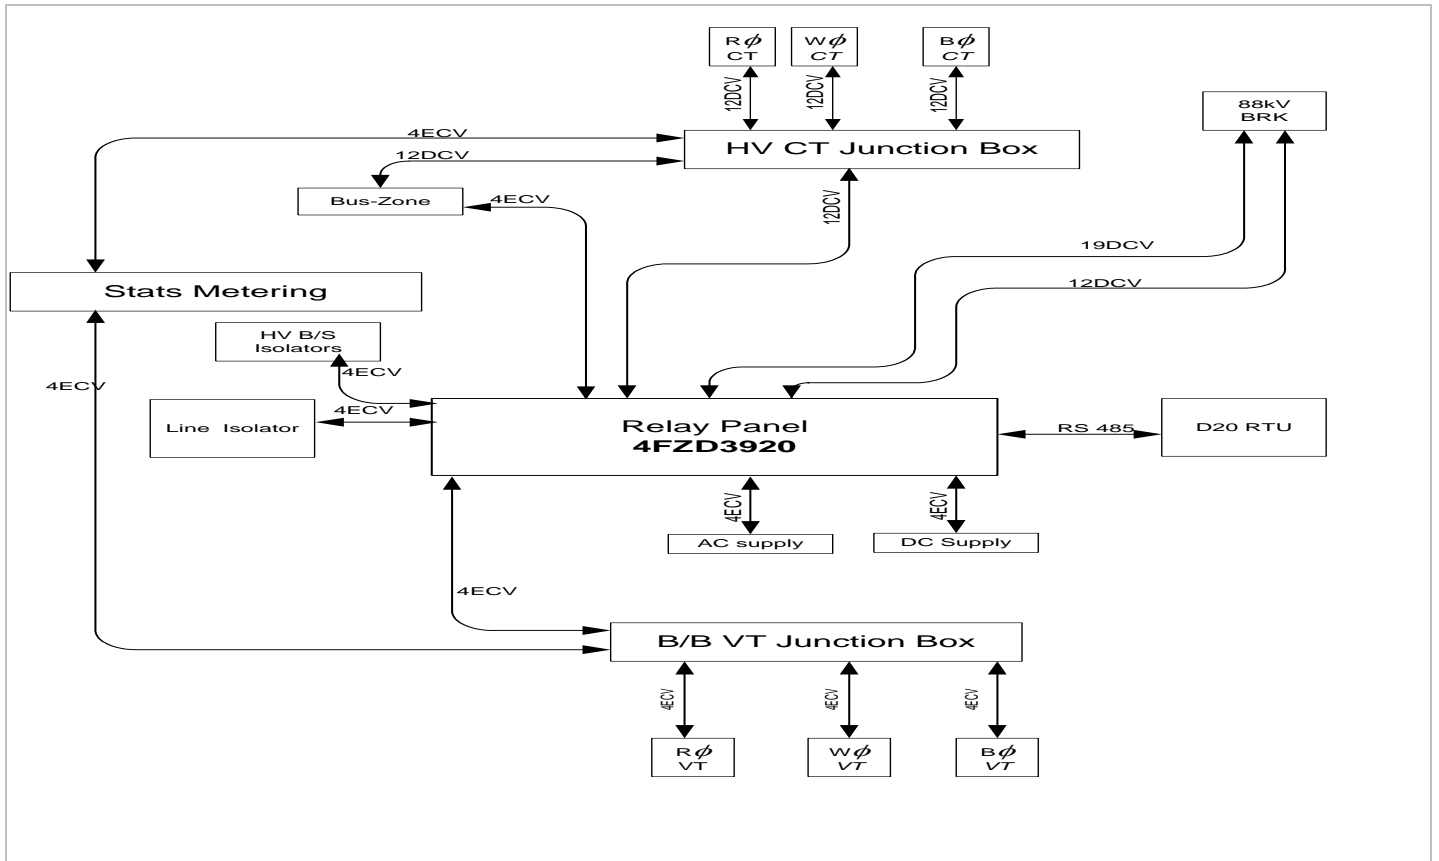 Rϕ
CT
Wϕ
CT
Bϕ
CT
12DCV
12DCV
12DCV
88kV
BRK
4ECV
HV CT Junction Box
12DCV
Bus-Zone
4ECV
12DCV
19DCV
12DCV
Stats Metering
HV B/S
Isolators
4ECV
4ECV
4ECV
Line Isolator
Relay Panel
4FZD3920
RS 485
D20 RTU
4ECV
4ECV
AC supply
DC Supply
4ECV
B/B VT Junction Box
4ECV
4ECV
4ECV
Rϕ
VT
Wϕ
VT
Bϕ
VT